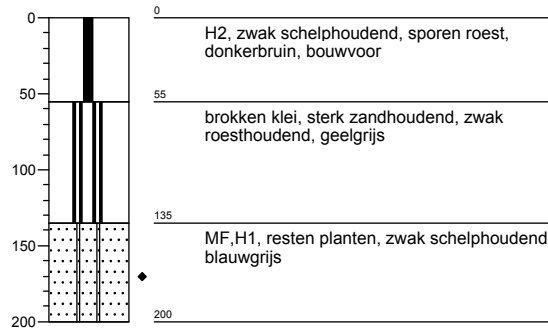 0
0
H2, zwak schelphoudend, sporen roest,
donkerbruin, bouwvoor
50
55
brokken klei, sterk zandhoudend, zwak
roesthoudend, geelgrijs
100
135
MF,H1, resten planten, zwak schelphoudend
blauwgrijs
150
200
200